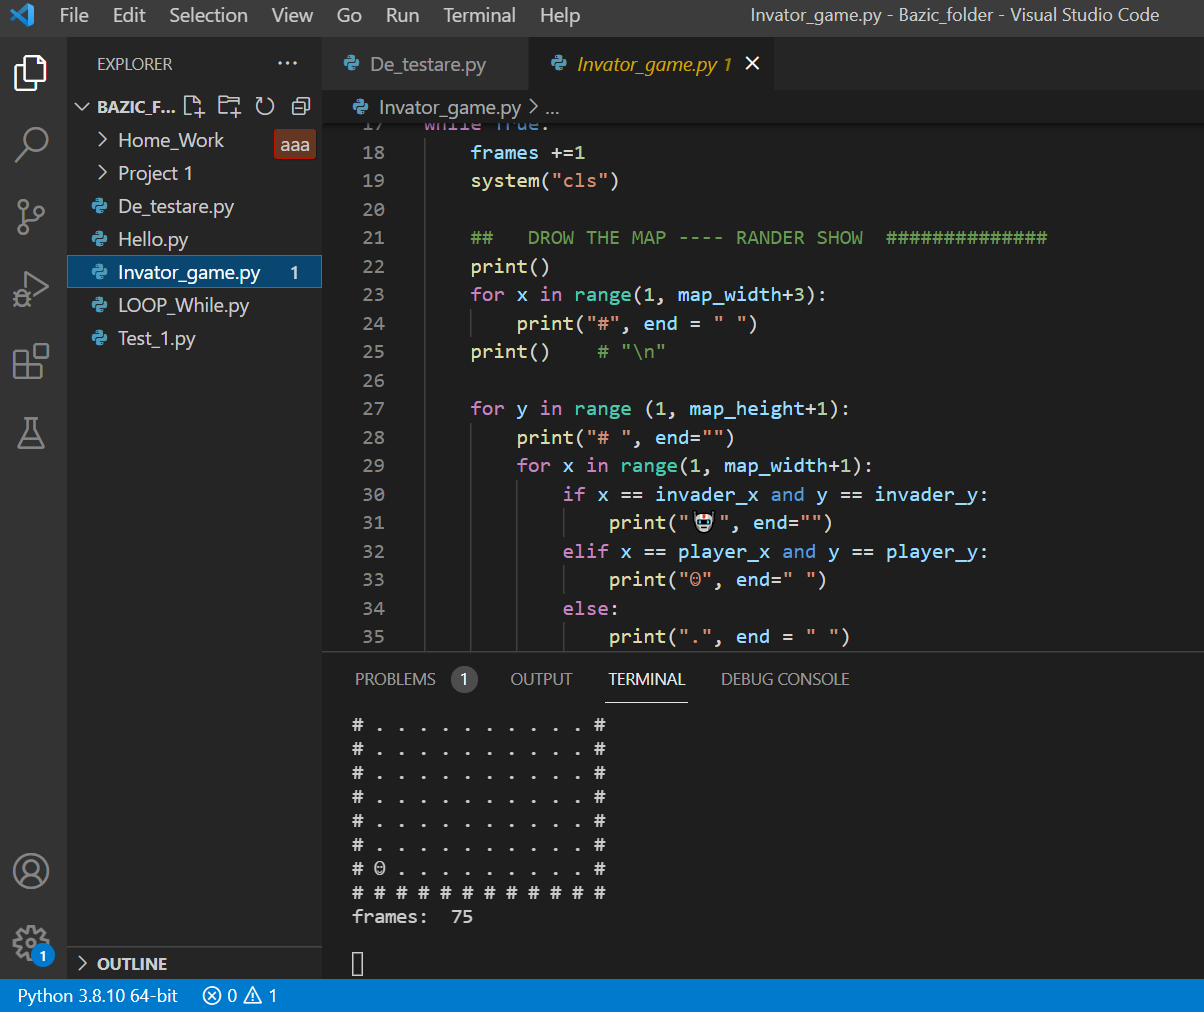 File Edit Selection View Go Run Terminal Help Invator_game.py - Bazic_folder - Visual Studio Code
EXPLORER ...
De_testare.py
Invator_game.py 1
BAZIC_F...
Invator_game.py > ...
Home_Work
aaa
Project 1
De_testare.py
Hello.py
Invator_game.py 1
LOOP_While.py
Test_1.py
17 while True:
18 frames +=1
19 system("cls")
20
21 ## DROW THE MAP ---- RANDER SHOW ##############
22 print()
23 for x in range(1, map_width+3):
24 print("#", end = " ")
25 print() # "\n"
26
27 for y in range (1, map_height+1):
28 print("# ", end="")
29 for x in range(1, map_width+1):
30 if x == invader_x and y == invader_y:
31 print("🤖", end="")
32 elif x == player_x and y == player_y:
33 print("☺", end=" ")
34 else:
35 print(".", end = " ")
PROBLEMS 1 OUTPUT TERMINAL DEBUG CONSOLE
# . . . . . . . . . . #
# . . . . . . . . . . #
# . . . . . . . . . . #
# . . . . . . . . . . #
# . . . . . . . . . . #
# . . . . . . . . . . #
# ☺ . . . . . . . . . #
# # # # # # # # # # # #
frames: 75
1
OUTLINE
Python 3.8.10 64-bit 0 1